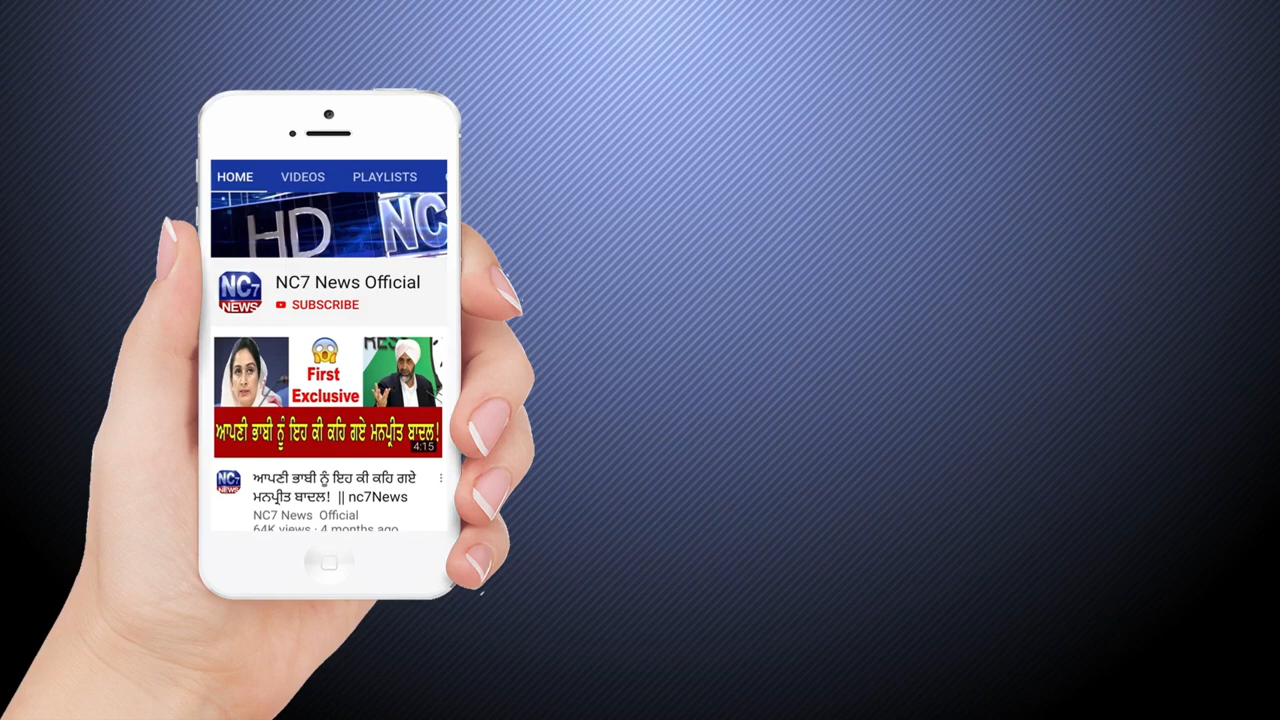 HOME VIDEOS PLAYLISTS
HD NC
NC7 NEWS
NC7 News Official
SUBSCRIBE
First
Exclusive
ਆਪਣੀ ਭਾਬੀ ਨੂੰ ਇਹ ਕੀ ਕਹਿ ਗਏ ਮਨਪ੍ਰੀਤ ਬਾਦਲ!
4:15
NC7 NEWS
ਆਪਣੀ ਭਾਬੀ ਨੂੰ ਇਹ ਕੀ ਕਹਿ ਗਏ
ਮਨਪ੍ਰੀਤ ਬਾਦਲ! || nc7News
NC7 News Official
64K views · 4 months ago